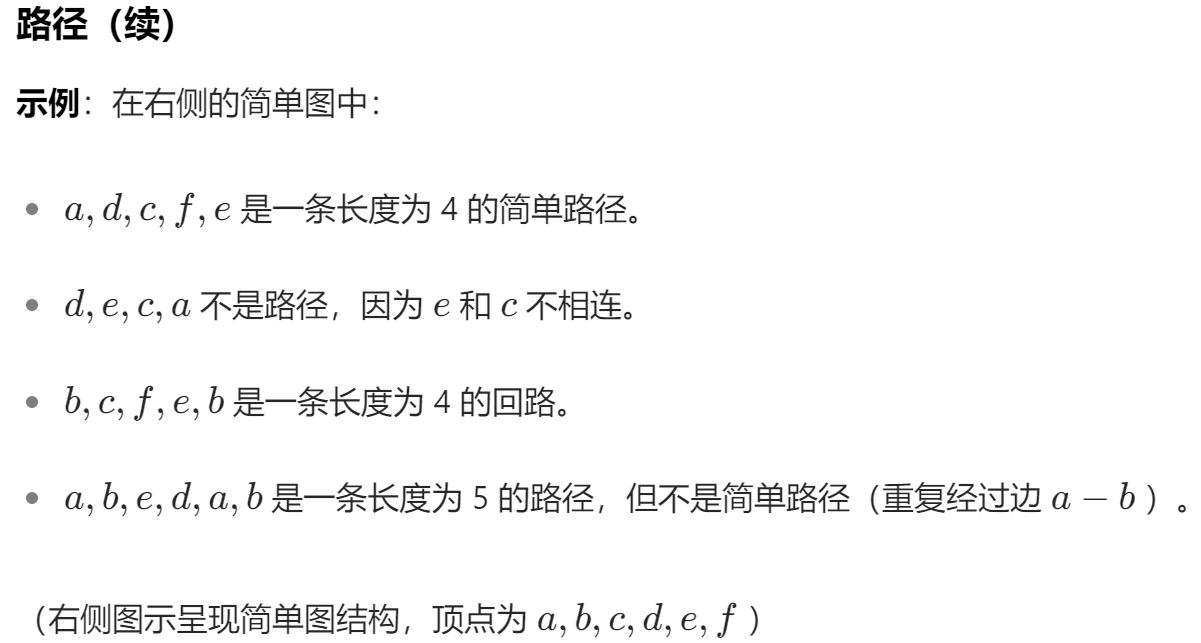 路径（续）
示例：在右侧的简单图中：
• a, d, c, f, e 是一条长度为 4 的简单路径。
• d, e, c, a 不是路径，因为 e 和 c 不相连。
• b, c, f, e, b 是一条长度为 4 的回路。
• a, b, e, d, a, b 是一条长度为 5 的路径，但不是简单路径（重复经过边 a − b ）。
（右侧图示呈现简单图结构，顶点为 a, b, c, d, e, f ）